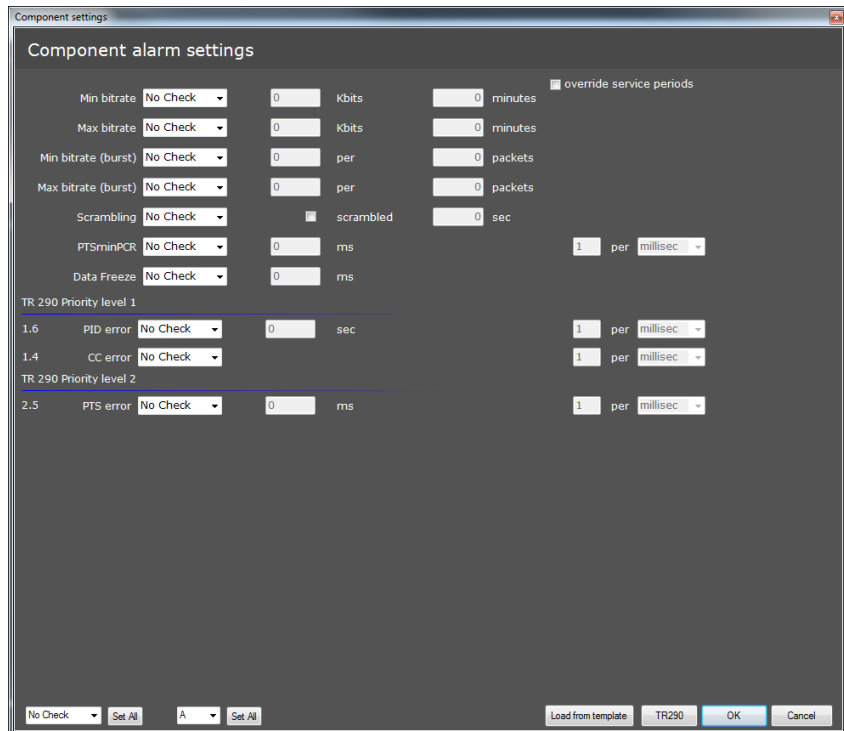 Component settings
Component alarm settings
override service periods
Min bitrate No Check 0 Kbits 0 minutes
Max bitrate No Check 0 Kbits 0 minutes
Min bitrate (burst) No Check 0 per 0 packets
Max bitrate (burst) No Check 0 per 0 packets
Scrambling No Check scrambled 0 sec
PTSminPCR No Check 0 ms 1 per millisec
Data Freeze No Check 0 ms
TR 290 Priority level 1
1.6 PID error No Check 0 sec 1 per millisec
1.4 CC error No Check 1 per millisec
TR 290 Priority level 2
2.5 PTS error No Check 0 ms 1 per millisec
No Check Set All A Set All Load from template TR290 OK Cancel